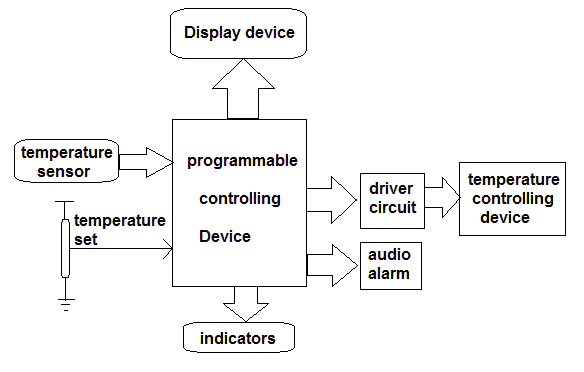 Display device
temperature
sensor
programmable
controlling
Device
temperature
set
driver
circuit
temperature
controlling
device
audio
alarm
indicators